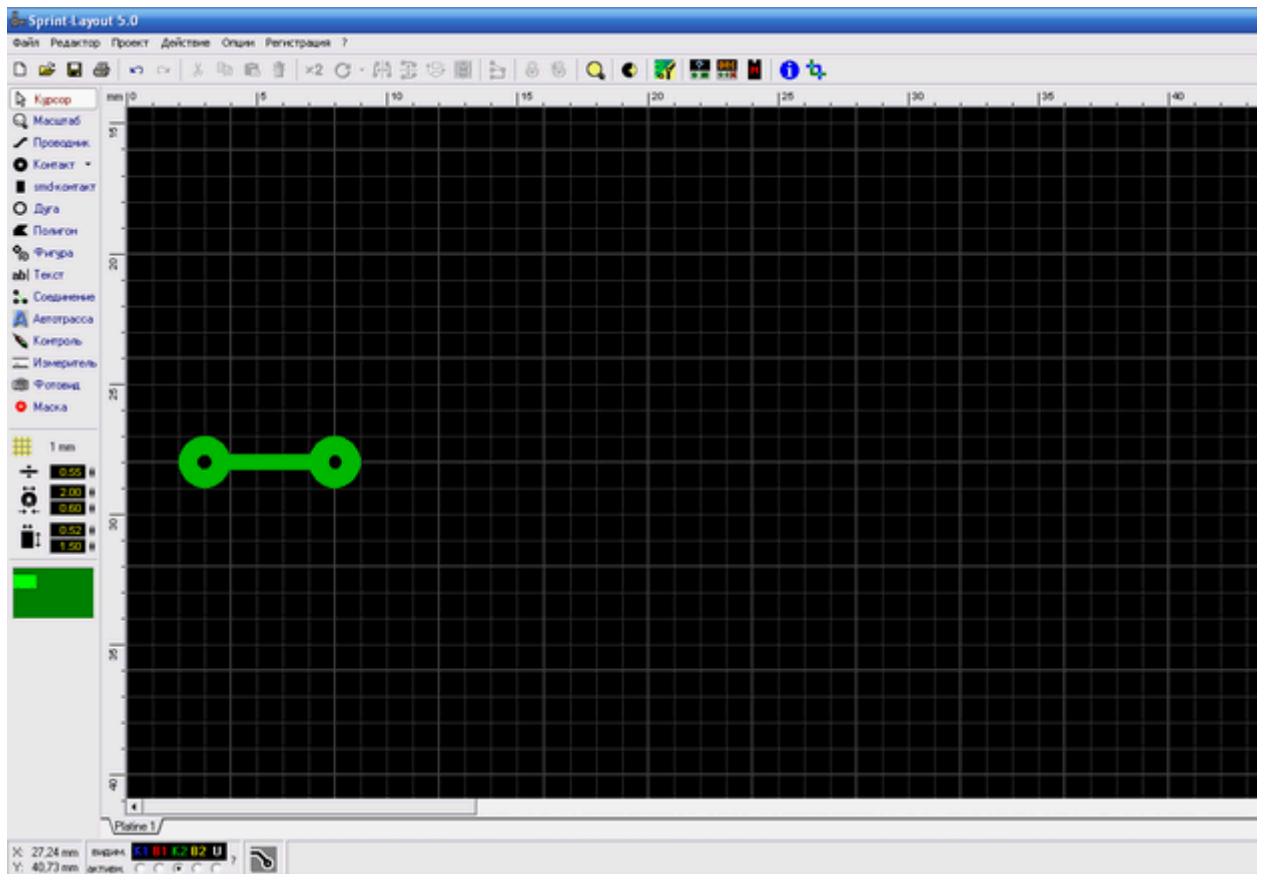 Sprint-Layout 5.0
Файл Редактор Проект Действие Опции Регистрация ?
×2
Курсор
mm 0 5 10 15 20 25 30 35 40
Масштаб
15
Проводник
Контакт
smd-контакт
Дуга
Полигон
Фигура
20
ab| Текст
Соединение
Автотрасса
Контроль
Измеритель
Фотовид
25
Маска
1 mm
0.55
2.00
0.60
30
0.52
1.50
35
40
Platine 1
X: 27,24 mm видим. K1 B1 K2 B2 U ?
Y: 40,73 mm активн.